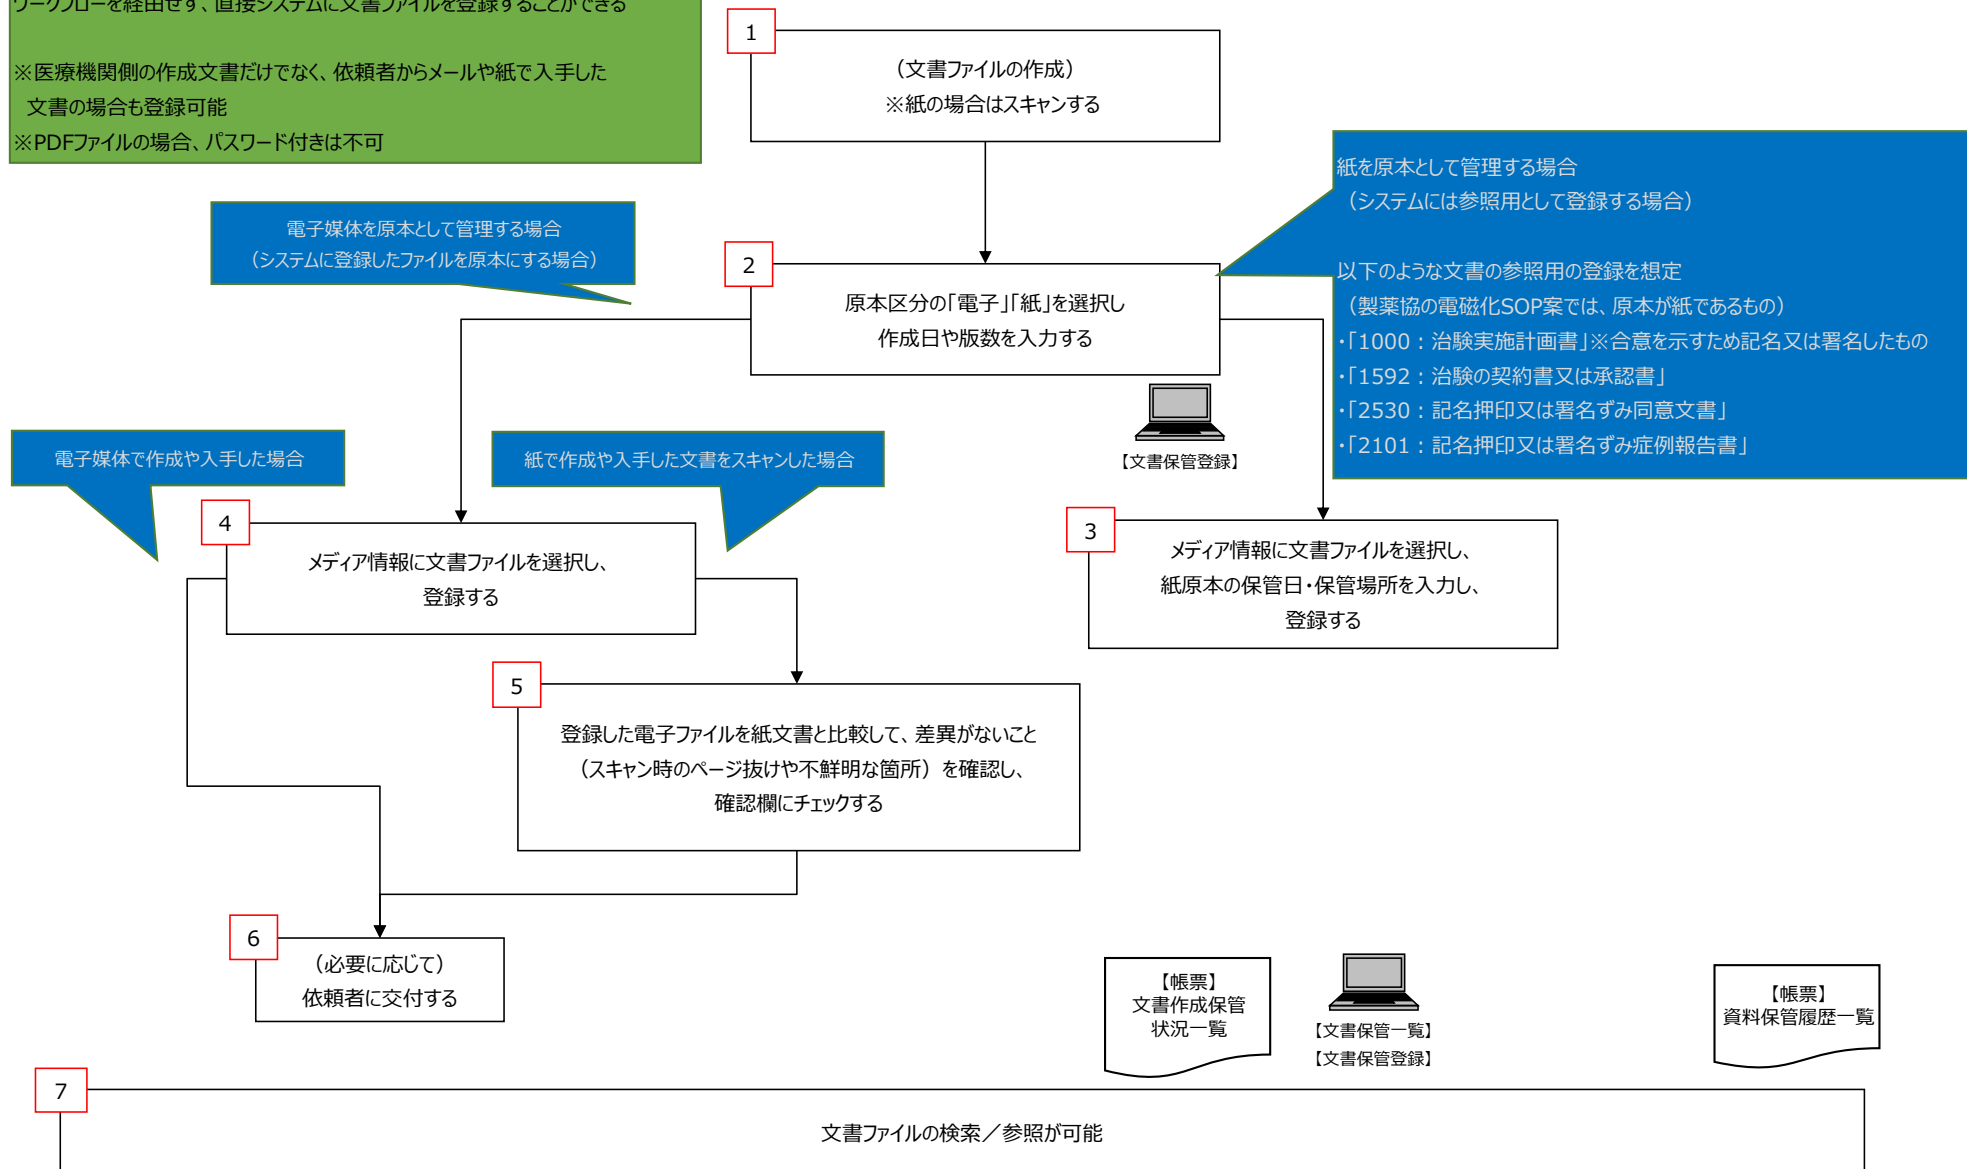 ワークフローを経由せず、直接システムに文書ファイルを登録することができる
※医療機関側の作成文書だけでなく、依頼者からメールや紙で入手した
文書の場合も登録可能
※PDFファイルの場合、パスワード付きは不可
1
（文書ファイルの作成）
※紙の場合はスキャンする
紙を原本として管理する場合
（システムには参照用として登録する場合）
以下のような文書の参照用の登録を想定
（製薬協の電磁化SOP案では、原本が紙であるもの）
・「1000：治験実施計画書」※合意を示すため記名又は署名したもの
・「1592：治験の契約書又は承認書」
・「2530：記名押印又は署名ずみ同意文書」
・「2101：記名押印又は署名ずみ症例報告書」
電子媒体を原本として管理する場合
（システムに登録したファイルを原本にする場合）
2
原本区分の「電子」「紙」を選択し
作成日や版数を入力する
【文書保管登録】
電子媒体で作成や入手した場合
紙で作成や入手した文書をスキャンした場合
4
メディア情報に文書ファイルを選択し、
登録する
3
メディア情報に文書ファイルを選択し、
紙原本の保管日・保管場所を入力し、
登録する
5
登録した電子ファイルを紙文書と比較して、差異がないこと
（スキャン時のページ抜けや不鮮明な箇所）を確認し、
確認欄にチェックする
6
（必要に応じて）
依頼者に交付する
【帳票】
文書作成保管
状況一覧
【文書保管一覧】
【文書保管登録】
【帳票】
資料保管履歴一覧
7
文書ファイルの検索／参照が可能